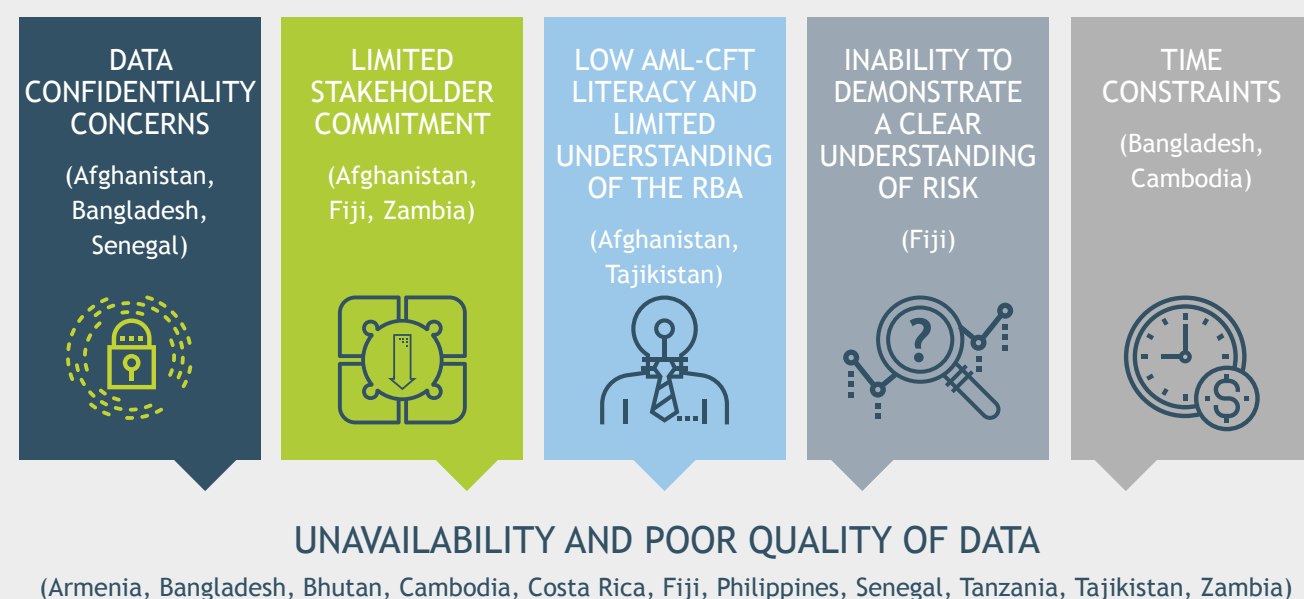 DATA
CONFIDENTIALITY
CONCERNS
(Afghanistan,
Bangladesh,
Senegal)
LIMITED
STAKEHOLDER
COMMITMENT
(Afghanistan,
Fiji, Zambia)
LOW AML-CFT
LITERACY AND
LIMITED
UNDERSTANDING
OF THE RBA
(Afghanistan,
Tajikistan)
INABILITY TO
DEMONSTRATE
A CLEAR
UNDERSTANDING
OF RISK
(Fiji)
?
TIME
CONSTRAINTS
(Bangladesh,
Cambodia)
$
UNAVAILABILITY AND POOR QUALITY OF DATA
(Armenia, Bangladesh, Bhutan, Cambodia, Costa Rica, Fiji, Philippines, Senegal, Tanzania, Tajikistan, Zambia)